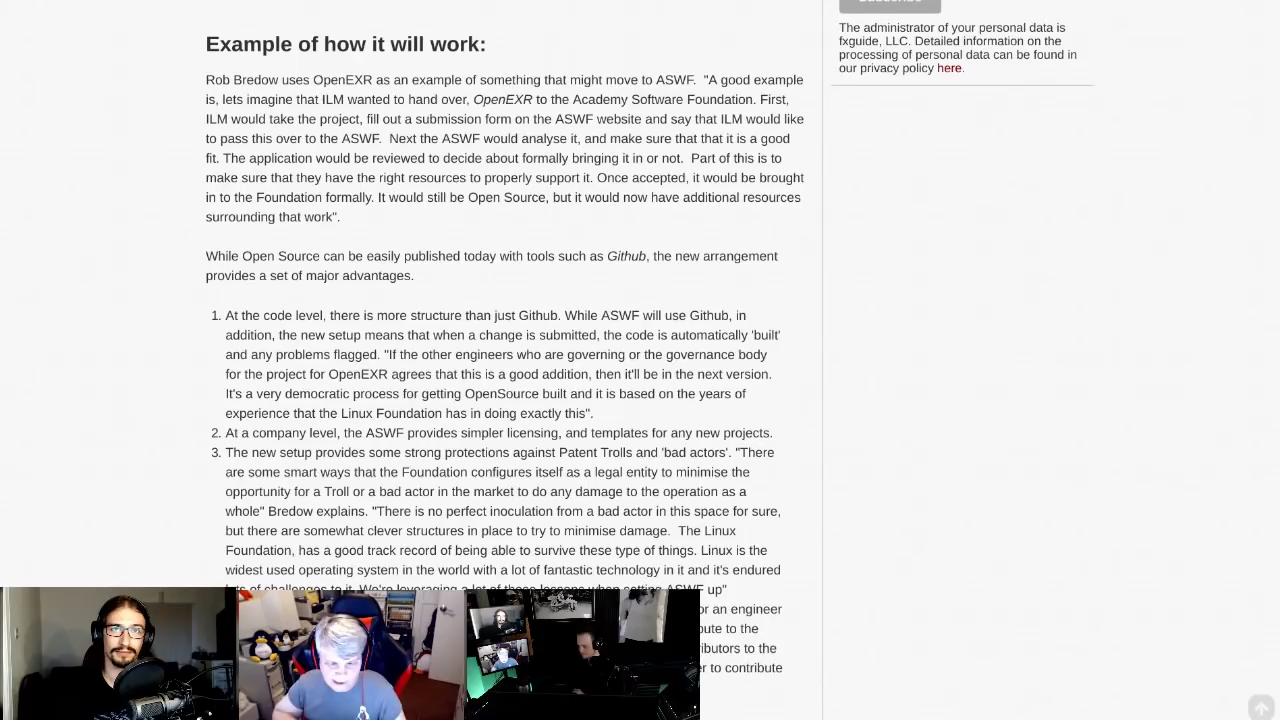 The administrator of your personal data is
fxguide, LLC. Detailed information on the
processing of personal data can be found in
our privacy policy here.
Example of how it will work:
Rob Bredow uses OpenEXR as an example of something that might move to ASWF.  "A good example
is, lets imagine that ILM wanted to hand over, OpenEXR to the Academy Software Foundation. First,
ILM would take the project, fill out a submission form on the ASWF website and say that ILM would like
to pass this over to the ASWF.  Next the ASWF would analyse it, and make sure that that it is a good
fit. The application would be reviewed to decide about formally bringing it in or not.  Part of this is to
make sure that they have the right resources to properly support it. Once accepted, it would be brought
in to the Foundation formally. It would still be Open Source, but it would now have additional resources
surrounding that work".
While Open Source can be easily published today with tools such as Github, the new arrangement
provides a set of major advantages.
1. At the code level, there is more structure than just Github. While ASWF will use Github, in
addition, the new setup means that when a change is submitted, the code is automatically 'built'
and any problems flagged. "If the other engineers who are governing or the governance body
for the project for OpenEXR agrees that this is a good addition, then it'll be in the next version.
It's a very democratic process for getting OpenSource built and it is based on the years of
experience that the Linux Foundation has in doing exactly this".
2. At a company level, the ASWF provides simpler licensing, and templates for any new projects.
3. The new setup provides some strong protections against Patent Trolls and 'bad actors'. "There
are some smart ways that the Foundation configures itself as a legal entity to minimise the
opportunity for a Troll or a bad actor in the market to do any damage to the operation as a
whole" Bredow explains. "There is no perfect inoculation from a bad actor in this space for sure,
but there are somewhat clever structures in place to try to minimise damage.  The Linux
Foundation, has a good track record of being able to survive these type of things. Linux is the
widest used operating system in the world with a lot of fantastic technology in it and it's endured
lots of challenges to it. We're leveraging a lot of those lessons when setting ASWF up"
or an engineer
to the
to the
to contribute